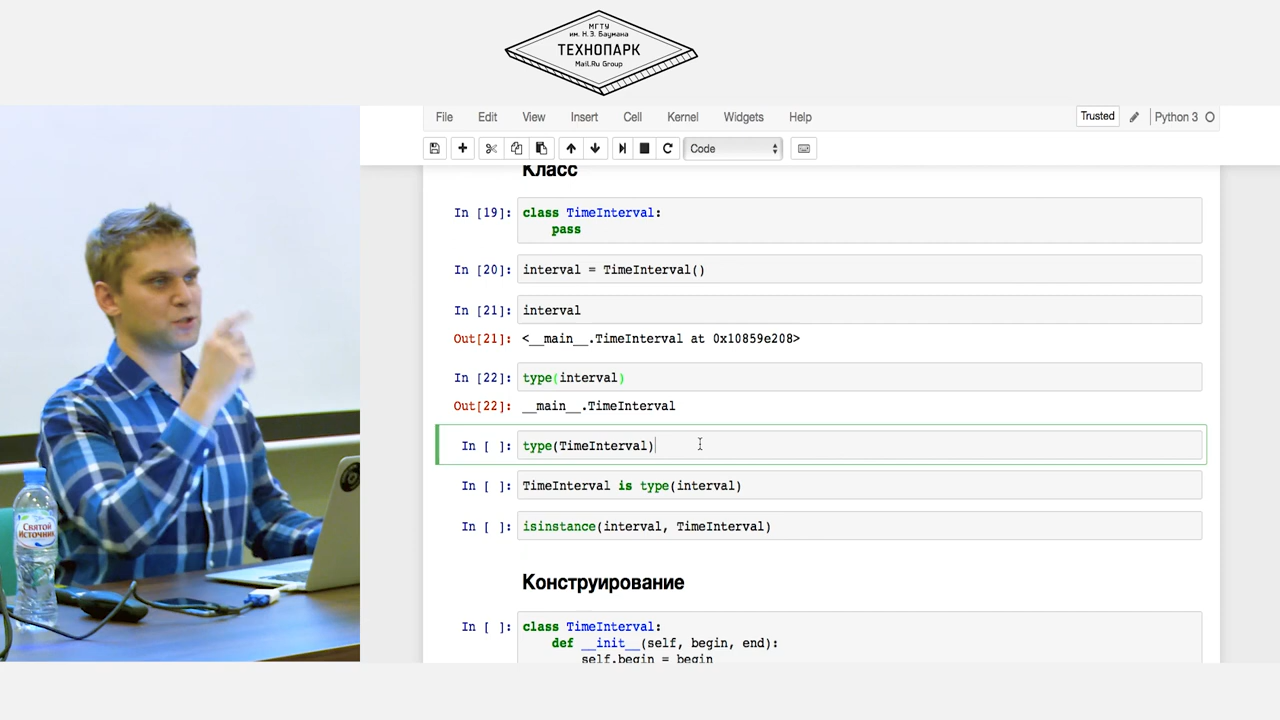 МГТУ
им. Н.Э. Баумана
ТЕХНОПАРК
Mail.Ru Group
File Edit View Insert Cell Kernel Widgets Help
Trusted Python 3
Code
Класс
In [19]: class TimeInterval:
pass
In [20]: interval = TimeInterval()
In [21]: interval
Out[21]: <__main__.TimeInterval at 0x10859e208>
In [22]: type(interval)
Out[22]: __main__.TimeInterval
In [ ]: type(TimeInterval)
In [ ]: TimeInterval is type(interval)
In [ ]: isinstance(interval, TimeInterval)
Конструирование
In [ ]: class TimeInterval:
def __init__(self, begin, end):
self.begin = begin
Святой
Источник